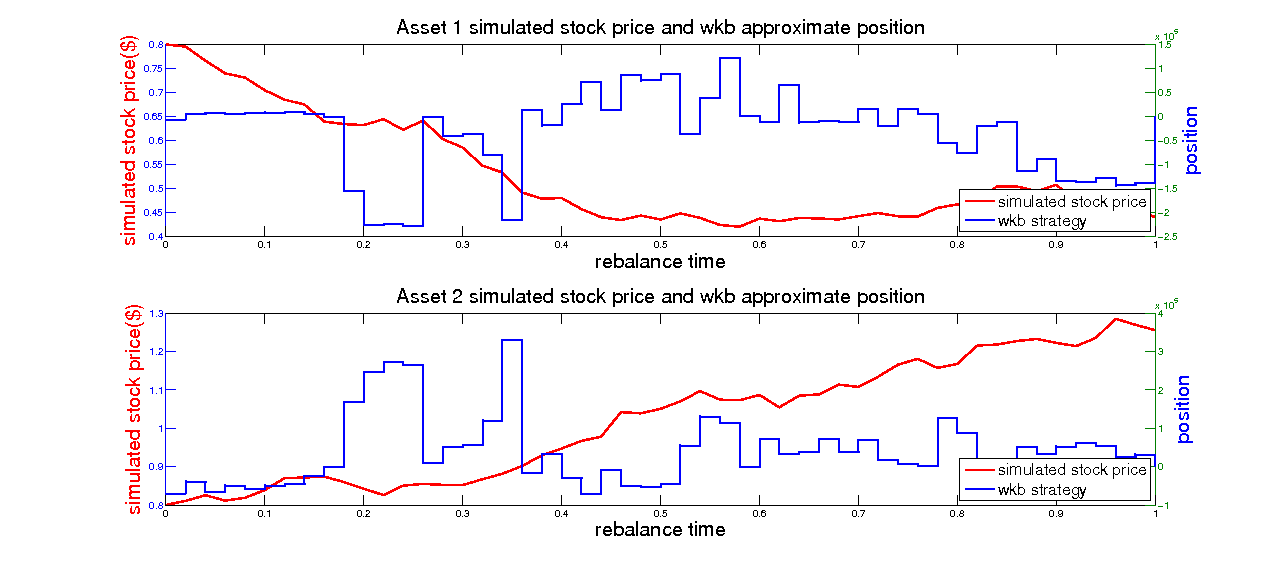 Asset 1 simulated stock price and wkb approximate position
x 10^5
simulated stock price($)
0.8
0.75
0.7
0.65
0.6
0.55
0.5
0.45
0.4
1.5
1
0.5
0
−0.5
−1
−1.5
−2
−2.5
position
simulated stock price
wkb strategy
0 0.1 0.2 0.3 0.4 0.5 0.6 0.7 0.8 0.9 1
rebalance time
Asset 2 simulated stock price and wkb approximate position
x 10^5
simulated stock price($)
1.3
1.2
1.1
1
0.9
0.8
4
3
2
1
0
−1
position
simulated stock price
wkb strategy
0 0.1 0.2 0.3 0.4 0.5 0.6 0.7 0.8 0.9 1
rebalance time